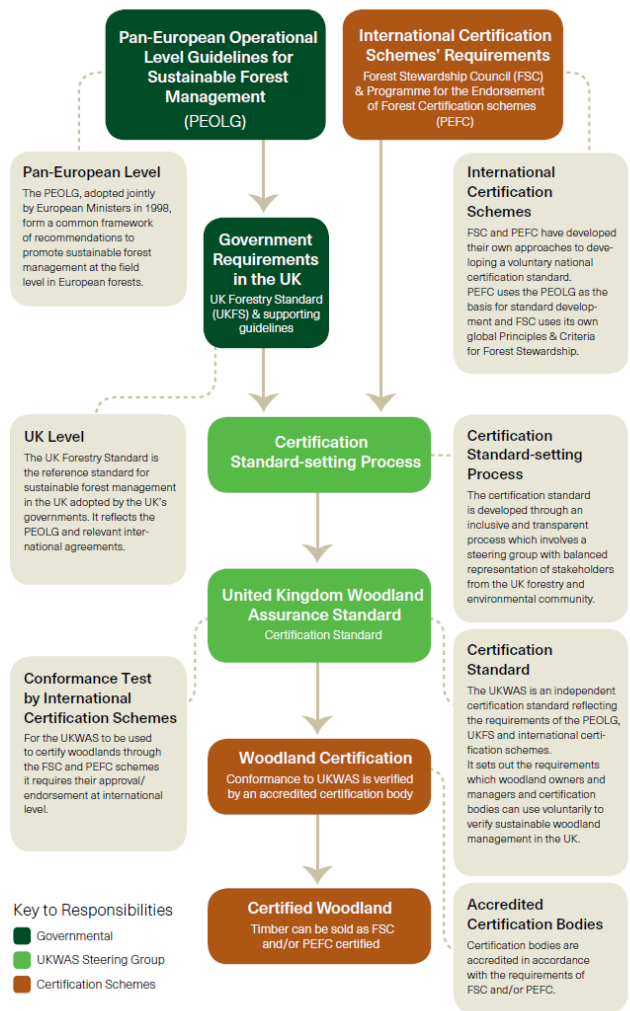 Pan-European Operational
Level Guidelines for
Sustainable Forest
Management
(PEOLG)
International Certification
Schemes' Requirements
Forest Stewardship Council (FSC)
& Programme for the Endorsement
of Forest Certification schemes
(PEFC)
Pan-European Level
The PEOLG, adopted jointly
by European Ministers in 1998,
form a common framework
of recommendations to
promote sustainable forest
management at the field
level in European forests.
International
Certification
Schemes
FSC and PEFC have developed
their own approaches to deve-
loping a voluntary national
certification standard.
PEFC uses the PEOLG as the
basis for standard develop-
ment and FSC uses its own
global Principles & Criteria
for Forest Stewardship.
Government
Requirements
in the UK
UK Forestry Standard
(UKFS) & supporting
guidelines
UK Level
The UK Forestry Standard is
the reference standard for
sustainable forest management
in the UK adopted by the UK's
governments. It reflects the
PEOLG and relevant inter-
national agreements.
Certification
Standard-setting Process
Certification
Standard-setting
Process
The certification standard
is developed through an
inclusive and transparent
process which involves a
steering group with balanced
representation of stakeholders
from the UK forestry and
environmental community.
United Kingdom Woodland
Assurance Standard
Certification Standard
Conformance Test
by International
Certification Schemes
For the UKWAS to be used
to certify woodlands through
the FSC and PEFC schemes
it requires their approval/
endorsement at international
level.
Certification
Standard
The UKWAS is an independent
certification standard reflecting
the requirements of the PEOLG,
UKFS and international certi-
fication schemes.
It sets out the requirements
which woodland owners and
managers and certification
bodies can use voluntarily to
verify sustainable woodland
management in the UK.
Woodland Certification
Conformance to UKWAS is verified
by an accredited certification body
Certified Woodland
Timber can be sold as FSC
and/or PEFC certified
Accredited
Certification Bodies
Certification bodies are
accredited in accordance
with the requirements of
FSC and/or PEFC.
Key to Responsibilities
Governmental
UKWAS Steering Group
Certification Schemes